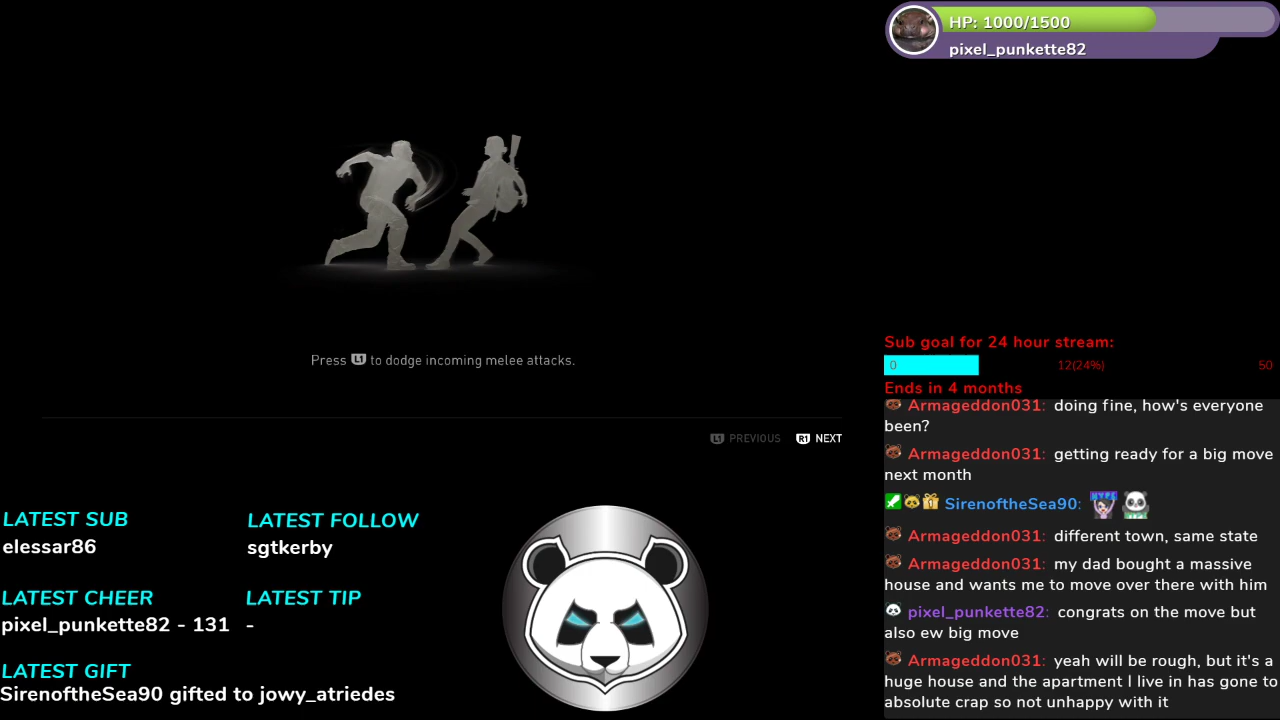 HP: 1000/1500
pixel_punkette82
Press L1 to dodge incoming melee attacks.
L1 PREVIOUS R1 NEXT
Sub goal for 24 hour stream:
0 12(24%) 50
Ends in 4 months
Armageddon031: doing fine, how's everyone
been?
Armageddon031: getting ready for a big move
next month
SirenoftheSea90: HYPE
Armageddon031: different town, same state
Armageddon031: my dad bought a massive
house and wants me to move over there with him
pixel_punkette82: congrats on the move but
also ew big move
Armageddon031: yeah will be rough, but it's a
huge house and the apartment I live in has gone to
absolute crap so not unhappy with it
LATEST SUB
elessar86
LATEST FOLLOW
sgtkerby
LATEST CHEER
pixel_punkette82 - 131
LATEST TIP
-
LATEST GIFT
SirenoftheSea90 gifted to jowy_atriedes